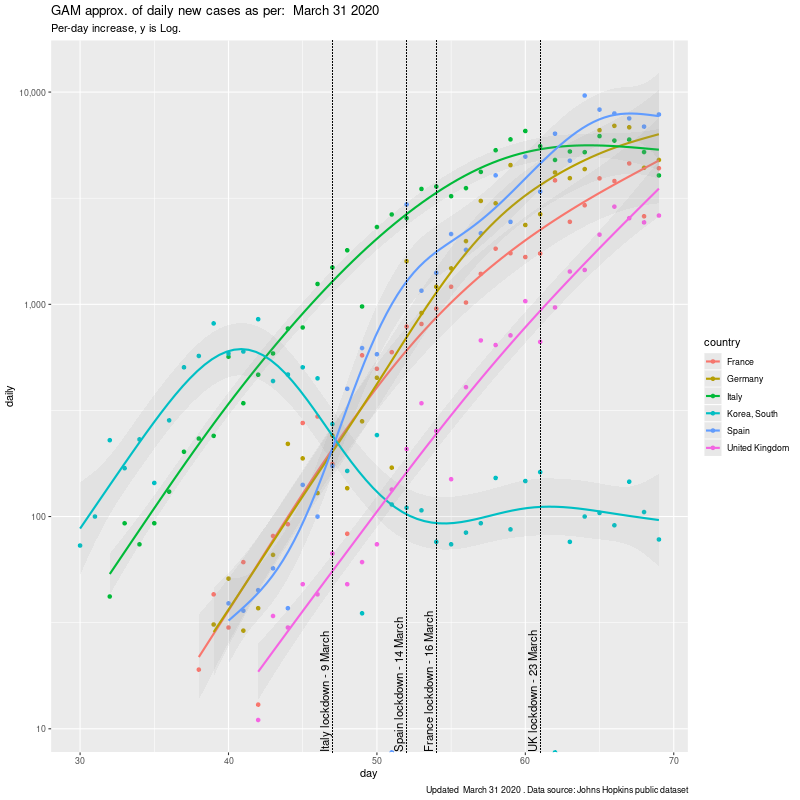 GAM approx. of daily new cases as per:  March 31 2020
Per-day increase, y is Log.
daily
10,000
1,000
100
10
Italy lockdown - 9 March
Spain lockdown - 14 March
France lockdown - 16 March
UK lockdown - 23 March
30
40
50
60
70
day
country
France
Germany
Italy
Korea, South
Spain
United Kingdom
Updated  March 31 2020 . Data source: Johns Hopkins public dataset